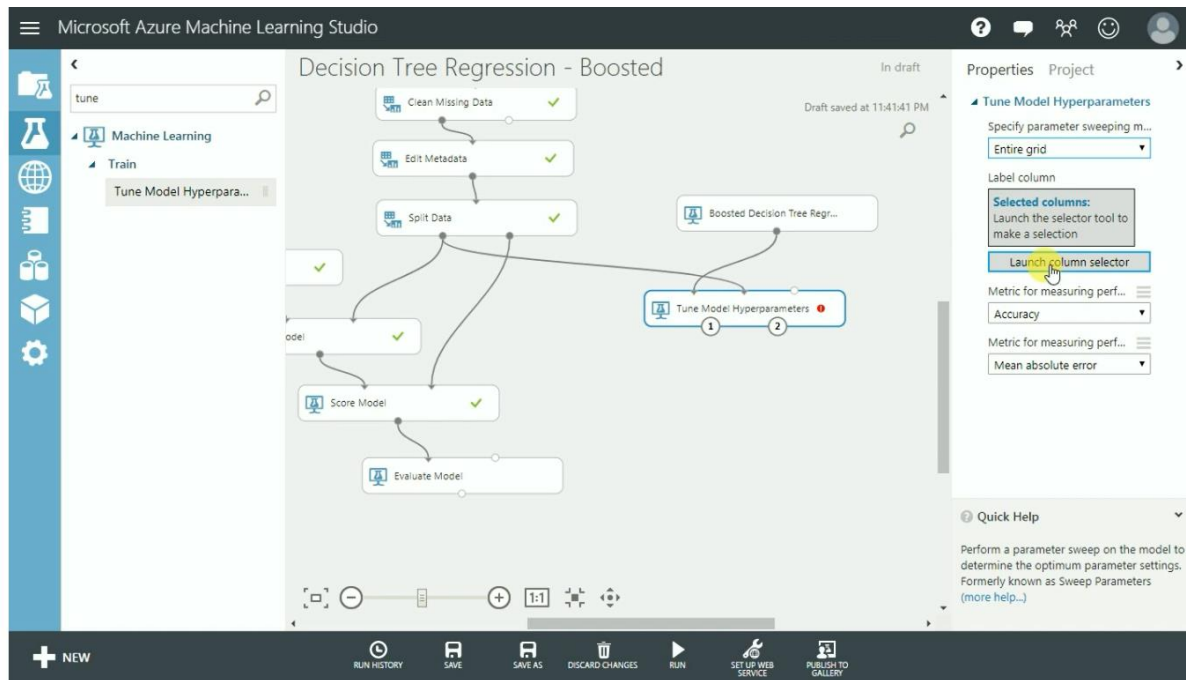 Microsoft Azure Machine Learning Studio
tune
Machine Learning
Train
Tune Model Hyperpara...
Decision Tree Regression - Boosted
In draft
Draft saved at 11:41:41 PM
Clean Missing Data
Edit Metadata
Split Data
Boosted Decision Tree Regr...
Tune Model Hyperparameters
1
2
odel
Score Model
Evaluate Model
1:1
Properties Project
Tune Model Hyperparameters
Specify parameter sweeping m...
Entire grid
Label column
Selected columns:
Launch the selector tool to
make a selection
Launch column selector
Metric for measuring perf...
Accuracy
Metric for measuring perf...
Mean absolute error
Quick Help
Perform a parameter sweep on the model to
determine the optimum parameter settings.
Formerly known as Sweep Parameters
(more help...)
NEW
RUN HISTORY
SAVE
SAVE AS
DISCARD CHANGES
RUN
SET UP WEB
SERVICE
PUBLISH TO
GALLERY